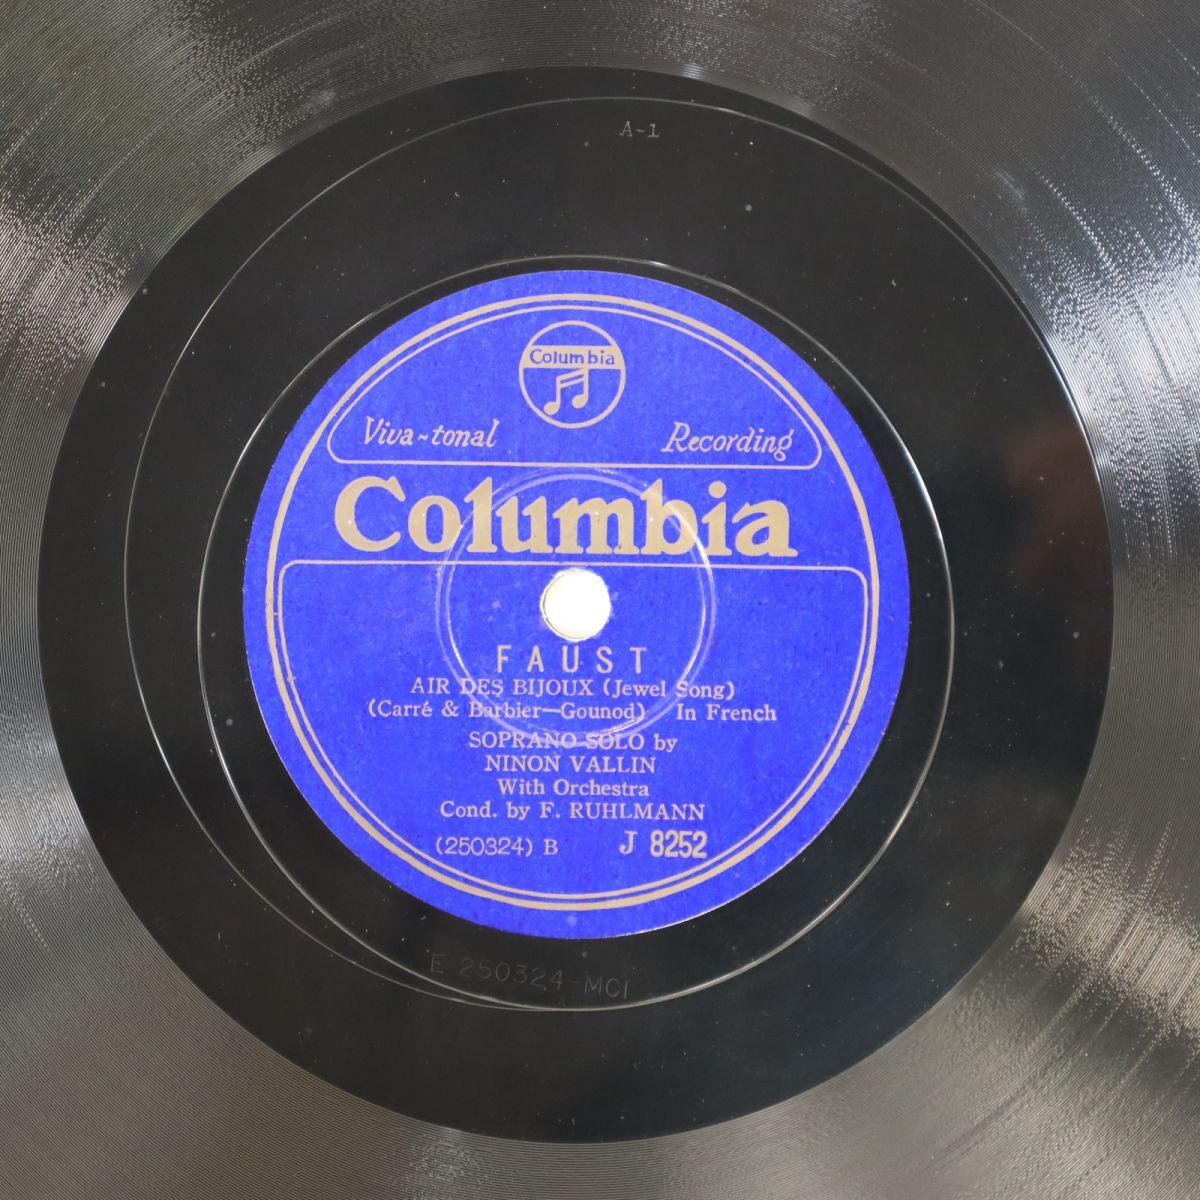 A-1
Columbia
Viva-tonal Recording
Columbia
FAUST
AIR DES BIJOUX (Jewel Song)
(Carré & Barbier—Gounod) In French
SOPRANO SOLO by
NINON VALLIN
With Orchestra
Cond. by F. RUHLMANN
(250324) B J 8252
E 250324-MC1